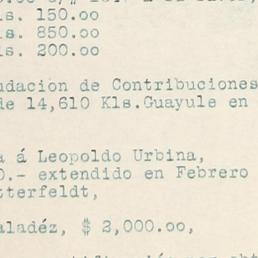 ls. 150.oo
ls. 850.oo
ls. 200.oo
udacion de Contribuciones
de 14,610 Kls.Guayule en
a á Leopoldo Urbina,
0.- extendido en Febrero
tterfeldt,
aladéz, $ 2,000.oo,